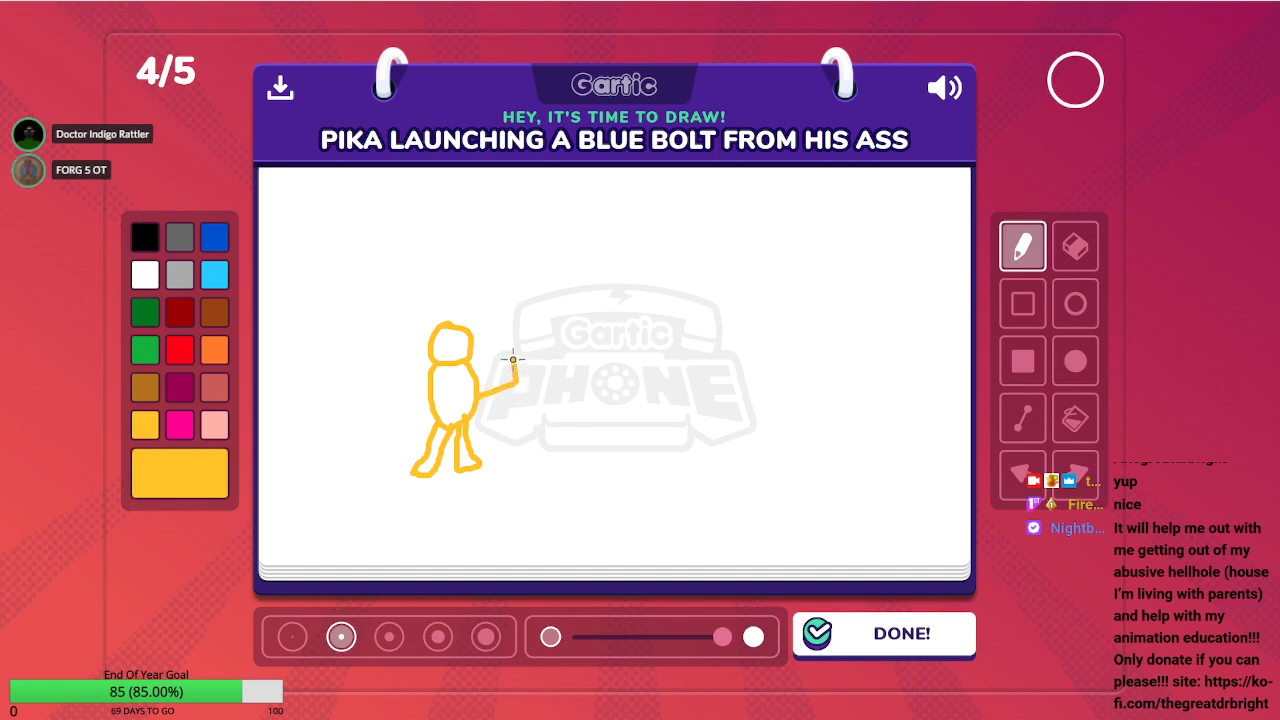 4/5
Gartic
HEY, IT'S TIME TO DRAW!
PIKA LAUNCHING A BLUE BOLT FROM HIS ASS
Doctor Indigo Rattler
FORG 5 OT
Gartic
PHONE
t... yup
Fire... nice
Nightb... It will help me out with
me getting out of my
abusive hellhole (house
I'm living with parents)
and help with my
animation education!!!
Only donate if you can
please!!! site: https://ko-
fi.com/thegreatdrbright
DONE!
End Of Year Goal
85 (85.00%)
0 69 DAYS TO GO 100